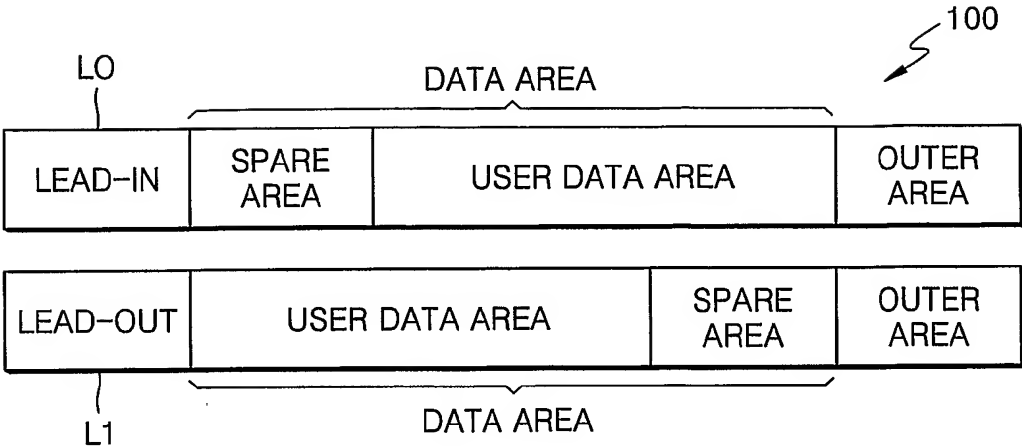 100
L0
DATA AREA
LEAD-IN
SPARE
AREA
USER DATA AREA
OUTER
AREA
LEAD-OUT
USER DATA AREA
SPARE
AREA
OUTER
AREA
L1
DATA AREA